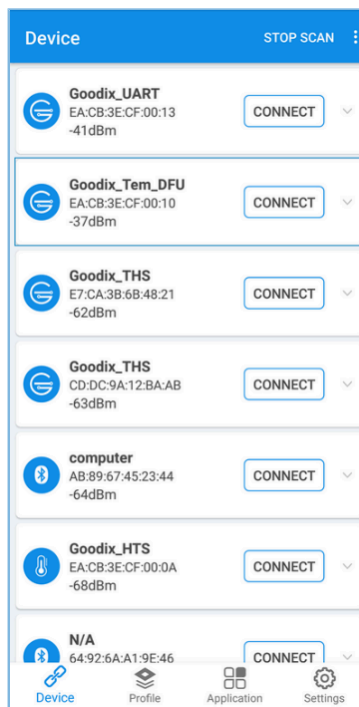 Device STOP SCAN
Goodix_UART
EA:CB:3E:CF:00:13 CONNECT
-41dBm
Goodix_Tem_DFU
EA:CB:3E:CF:00:10 CONNECT
-37dBm
Goodix_THS
E7:CA:3B:6B:48:21 CONNECT
-62dBm
Goodix_THS
CD:DC:9A:12:BA:AB CONNECT
-63dBm
computer
AB:89:67:45:23:44 CONNECT
-64dBm
Goodix_HTS
EA:CB:3E:CF:00:0A CONNECT
-68dBm
N/A
64:92:6A:A1:9E:46 CONNECT
Device Profile Application Settings